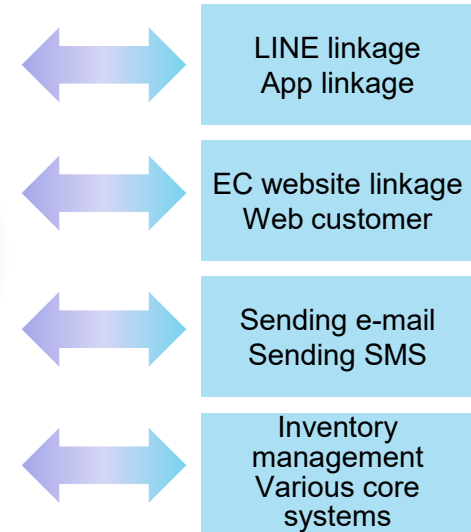 LINE linkage
App linkage
EC website linkage
Web customer
Sending e-mail
Sending SMS
Inventory
management
Various core
systems